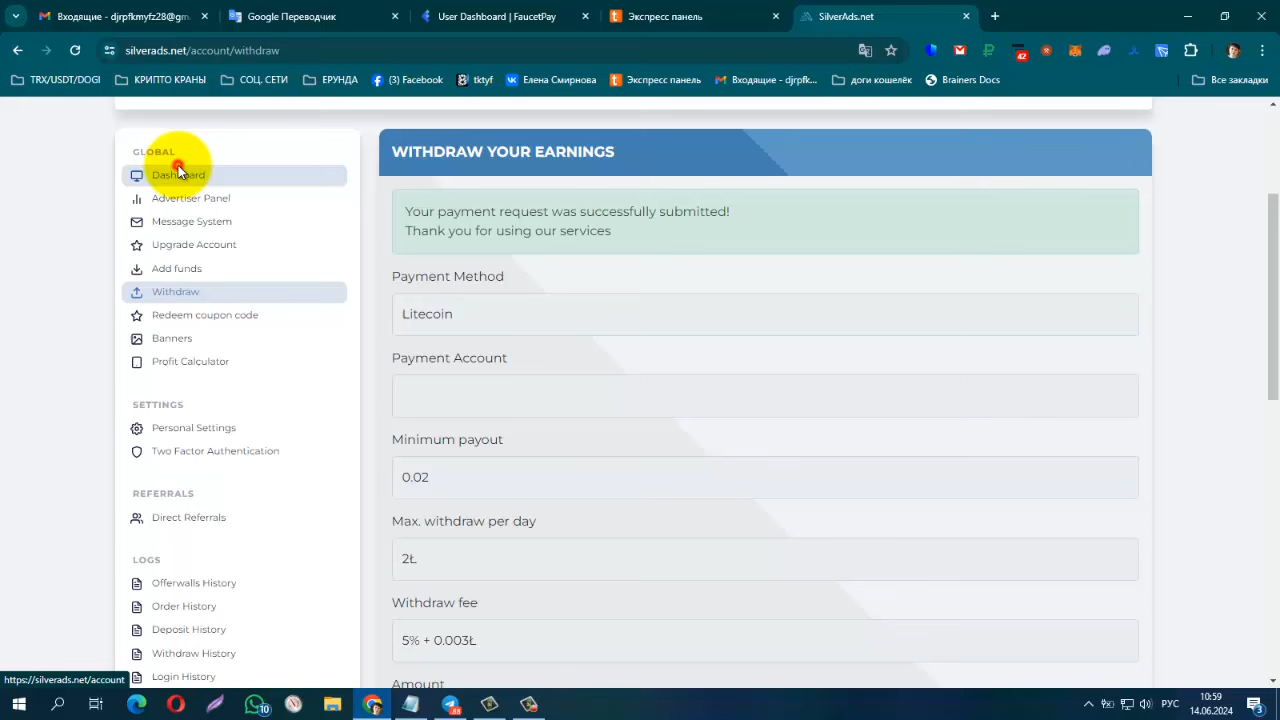 Входящие - djrpfkmyfz28@gm
Google Переводчик
User Dashboard | FaucetPay
Экспресс панель
SilverAds.net
silverads.net/account/withdraw
42
TRX/USDT/DOGI
КРИПТО КРАНЫ
СОЦ. СЕТИ
ЕРУНДА
(3) Facebook
tktyf
Елена Смирнова
Экспресс панель
Входящие - djrpfk...
доги кошелёк
Brainers Docs
Все закладки
GLOBAL
Dashboard
Advertiser Panel
Message System
Upgrade Account
Add funds
Withdraw
Redeem coupon code
Banners
Profit Calculator
SETTINGS
Personal Settings
Two Factor Authentication
REFERRALS
Direct Referrals
LOGS
Offerwalls History
Order History
Deposit History
Withdraw History
Login History
WITHDRAW YOUR EARNINGS
Your payment request was successfully submitted!
Thank you for using our services
Payment Method
Litecoin
Payment Account
Minimum payout
0.02
Max. withdraw per day
2Ł
Withdraw fee
5% + 0.003Ł
Amount
https://silverads.net/account
10
РУС
10:59
14.06.2024
3